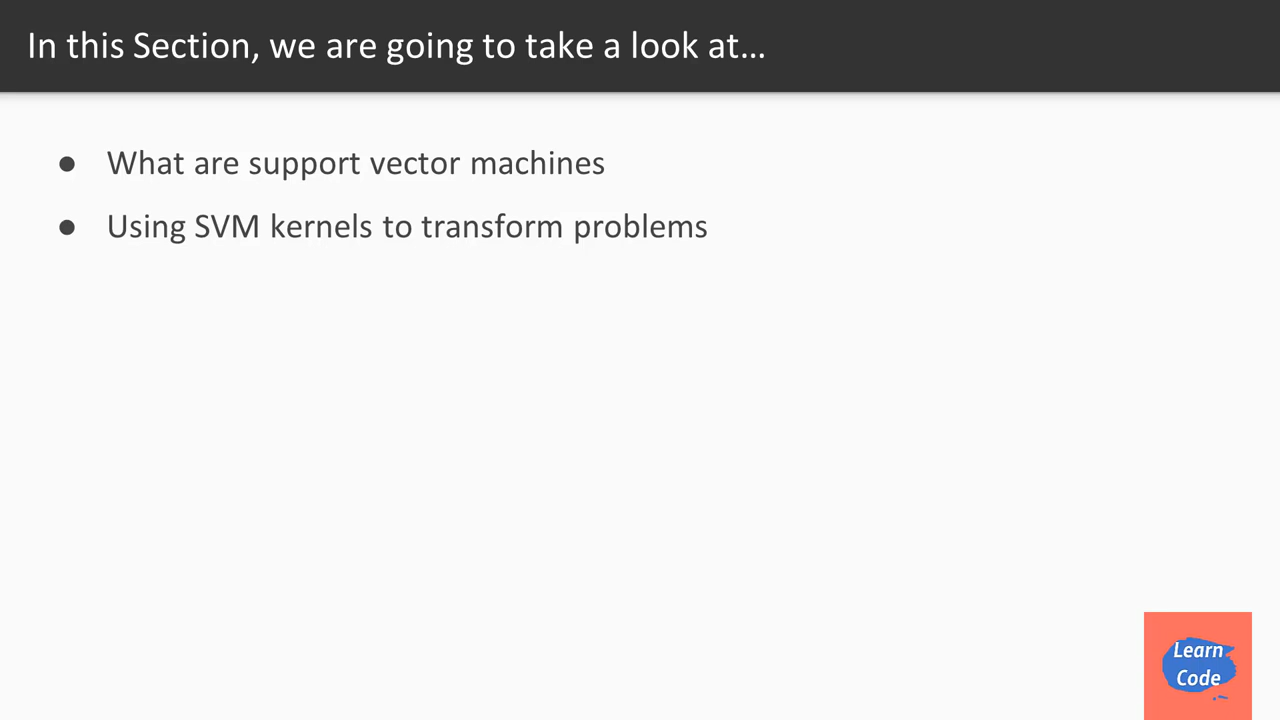 In this Section, we are going to take a look at...
● What are support vector machines
● Using SVM kernels to transform problems
Learn
Code